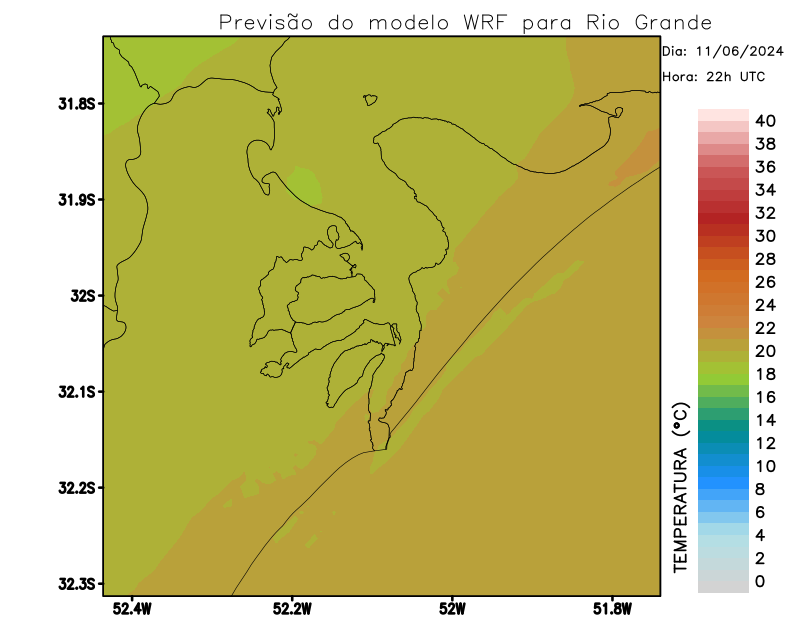 Previsão do modelo WRF para Rio Grande
Dia: 11/06/2024
Hora: 22h UTC
31.8S
31.9S
32S
32.1S
32.2S
32.3S
52.4W
52.2W
52W
51.8W
TEMPERATURA (°C)
40
38
36
34
32
30
28
26
24
22
20
18
16
14
12
10
8
6
4
2
0